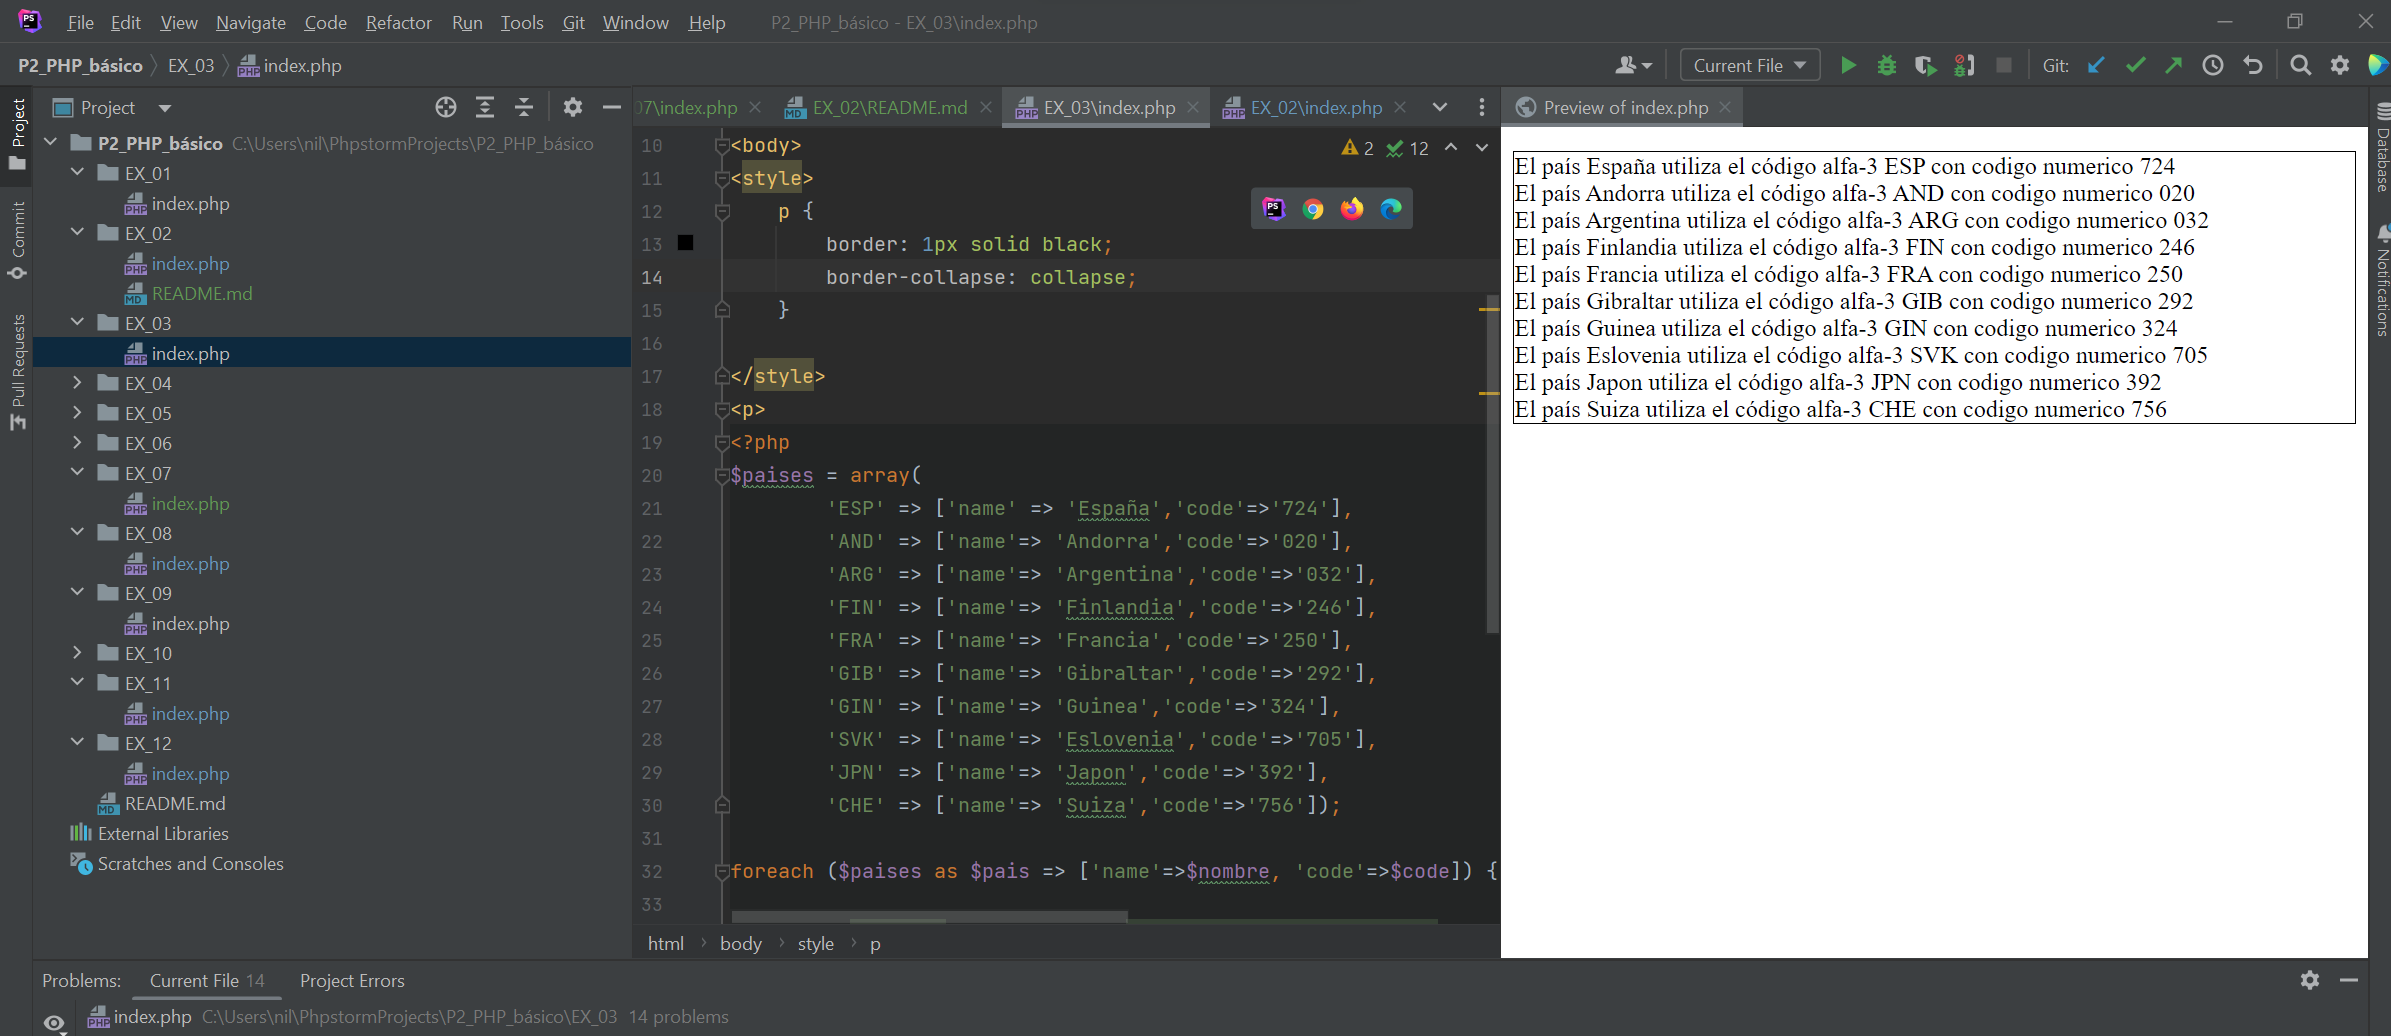 File Edit View Navigate Code Refactor Run Tools Git Window Help P2_PHP_básico - EX_03\index.php
P2_PHP_básico EX_03 index.php Current File Git:
Project
Commit
Pull Requests
Project
P2_PHP_básico C:\Users\nil\PhpstormProjects\P2_PHP_básico
EX_01
index.php
EX_02
index.php
README.md
EX_03
index.php
EX_04
EX_05
EX_06
EX_07
index.php
EX_08
index.php
EX_09
index.php
EX_10
EX_11
index.php
EX_12
index.php
README.md
External Libraries
Scratches and Consoles
07\index.php EX_02\README.md EX_03\index.php EX_02\index.php
2 12
10 <body>
11 <style>
12 p {
13 border: 1px solid black;
14 border-collapse: collapse;
15 }
16
17 </style>
18 <p>
19 <?php
20 $paises = array(
21 'ESP' => ['name' => 'España','code'=>'724'],
22 'AND' => ['name'=> 'Andorra','code'=>'020'],
23 'ARG' => ['name'=> 'Argentina','code'=>'032'],
24 'FIN' => ['name'=> 'Finlandia','code'=>'246'],
25 'FRA' => ['name'=> 'Francia','code'=>'250'],
26 'GIB' => ['name'=> 'Gibraltar','code'=>'292'],
27 'GIN' => ['name'=> 'Guinea','code'=>'324'],
28 'SVK' => ['name'=> 'Eslovenia','code'=>'705'],
29 'JPN' => ['name'=> 'Japon','code'=>'392'],
30 'CHE' => ['name'=> 'Suiza','code'=>'756']);
31
32 foreach ($paises as $pais => ['name'=>$nombre, 'code'=>$code]) {
33
html body style p
Preview of index.php
El país España utiliza el código alfa-3 ESP con codigo numerico 724
El país Andorra utiliza el código alfa-3 AND con codigo numerico 020
El país Argentina utiliza el código alfa-3 ARG con codigo numerico 032
El país Finlandia utiliza el código alfa-3 FIN con codigo numerico 246
El país Francia utiliza el código alfa-3 FRA con codigo numerico 250
El país Gibraltar utiliza el código alfa-3 GIB con codigo numerico 292
El país Guinea utiliza el código alfa-3 GIN con codigo numerico 324
El país Eslovenia utiliza el código alfa-3 SVK con codigo numerico 705
El país Japon utiliza el código alfa-3 JPN con codigo numerico 392
El país Suiza utiliza el código alfa-3 CHE con codigo numerico 756
Database
Notifications
Problems: Current File 14 Project Errors
index.php C:\Users\nil\PhpstormProjects\P2_PHP_básico\EX_03 14 problems